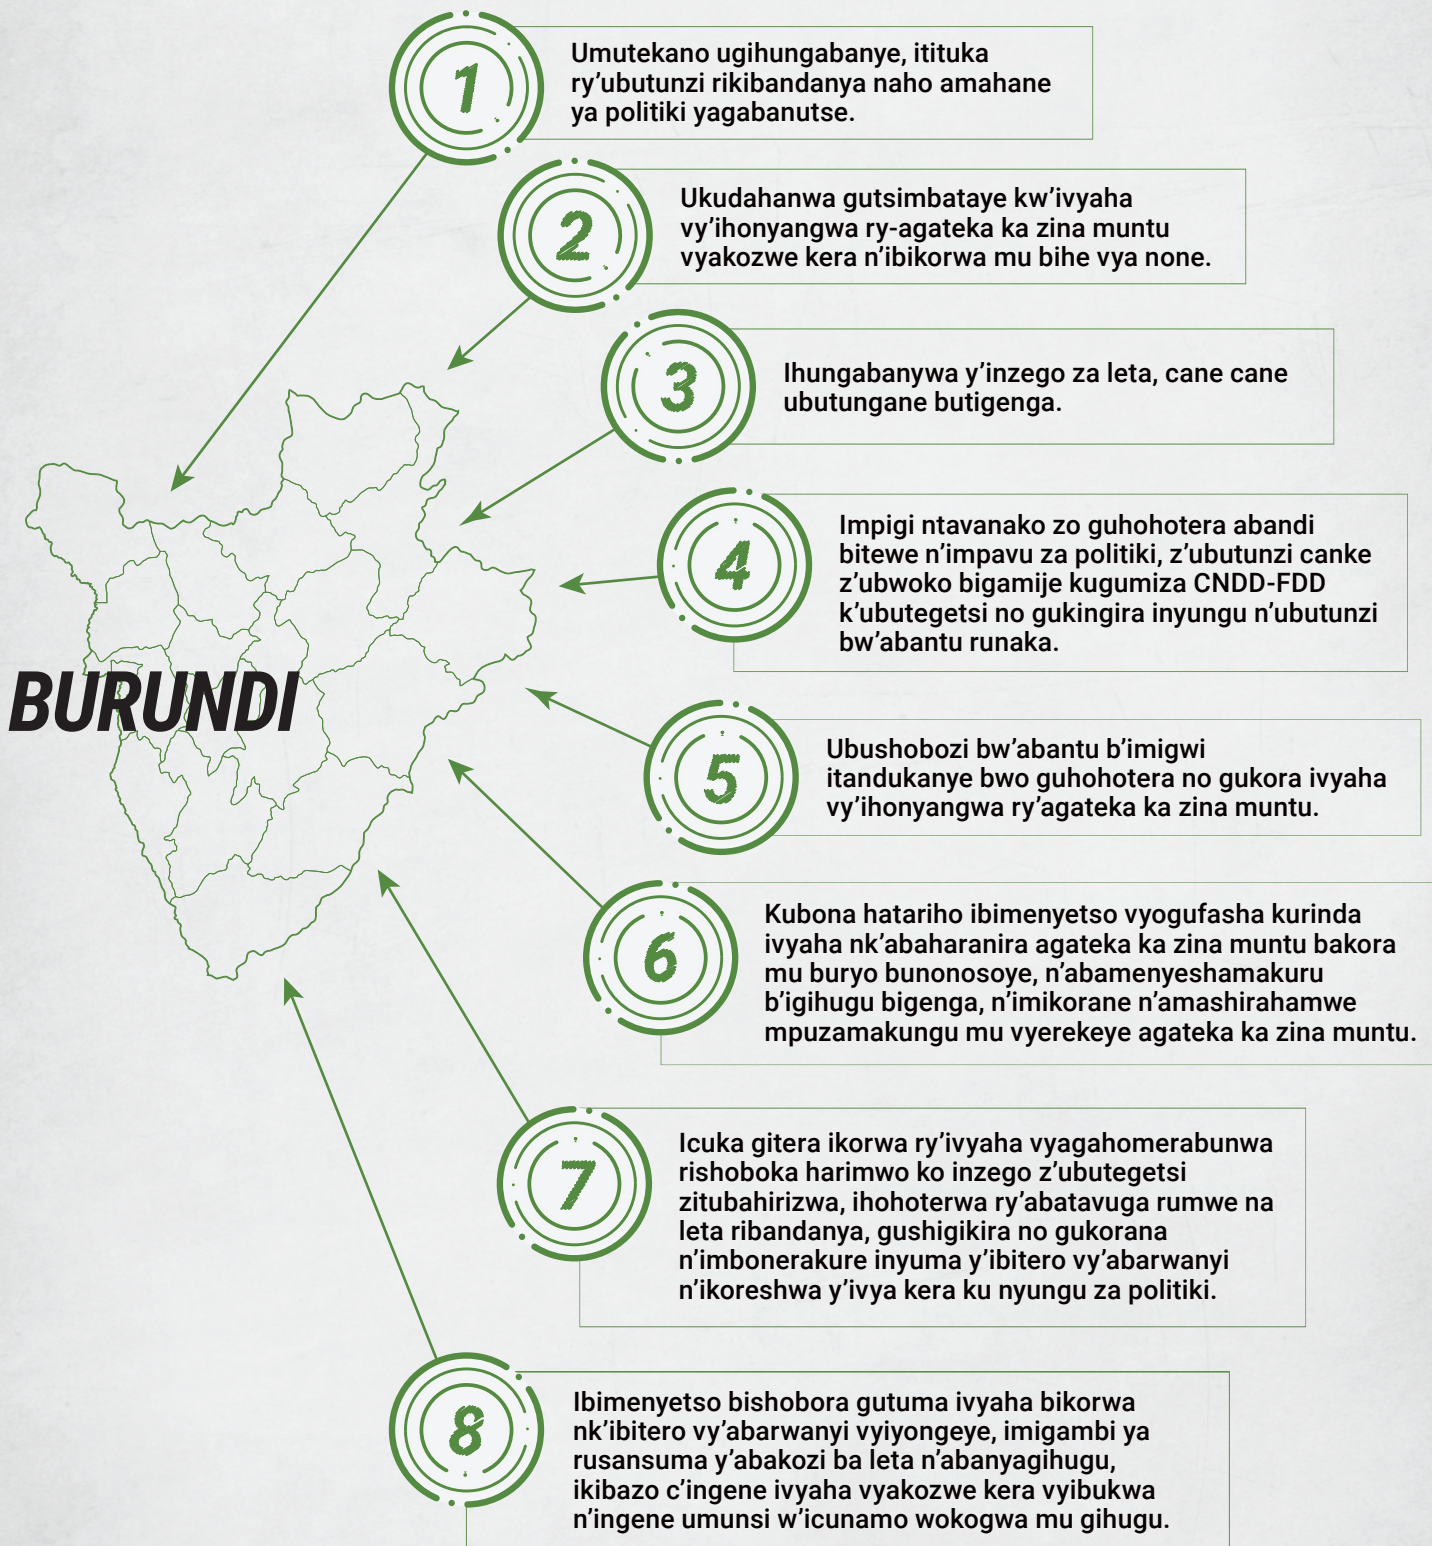 1
Umutekano ugihungabanye, itituka
ry’ubutunzi rikibandanya naho amahane
ya politiki yagabanutse.
2
Ukudahanwa gutsimbataye kw’ivyaha
vy’ihonyangwa ry-agateka ka zina muntu
vyakozwe kera n’ibikorwa mu bihe vya none.
3
Ihungabanywa y’inzego za leta, cane cane
ubutungane butigenga.
4
Impigi ntavanako zo guhohotera abandi
bitewe n’impavu za politiki, z’ubutunzi canke
z’ubwoko bigamije kugumiza CNDD-FDD
k’ubutegetsi no gukingira inyungu n’ubutunzi
bw’abantu runaka.
BURUNDI
5
Ubushobozi bw’abantu b’imigwi
itandukanye bwo guhohotera no gukora ivyaha
vy’ihonyangwa ry’agateka ka zina muntu.
6
Kubona hatariho ibimenyetso vyogufasha kurinda
ivyaha nk’abaharanira agateka ka zina muntu bakora
mu buryo bunonosoye, n’abamenyeshamakuru
b’igihugu bigenga, n’imikorane n’amashirahamwe
mpuzamakungu mu vyerekeye agateka ka zina muntu.
7
Icuka gitera ikorwa ry’ivyaha vyagahomerabunwa
rishoboka harimwo ko inzego z’ubutegetsi
zitubahirizwa, ihohoterwa ry’abatavuga rumwe na
leta ribandanya, gushigikira no gukorana
n’imbonerakure inyuma y’ibitero vy’abarwanyi
n’ikoreshwa y’ivya kera ku nyungu za politiki.
8
Ibimenyetso bishobora gutuma ivyaha bikorwa
nk’ibitero vy’abarwanyi vyiyongeye, imigambi ya
rusansuma y’abakozi ba leta n’abanyagihugu,
ikibazo c’ingene ivyaha vyakozwe kera vyibukwa
n’ingene umunsi w’icunamo wokogwa mu gihugu.